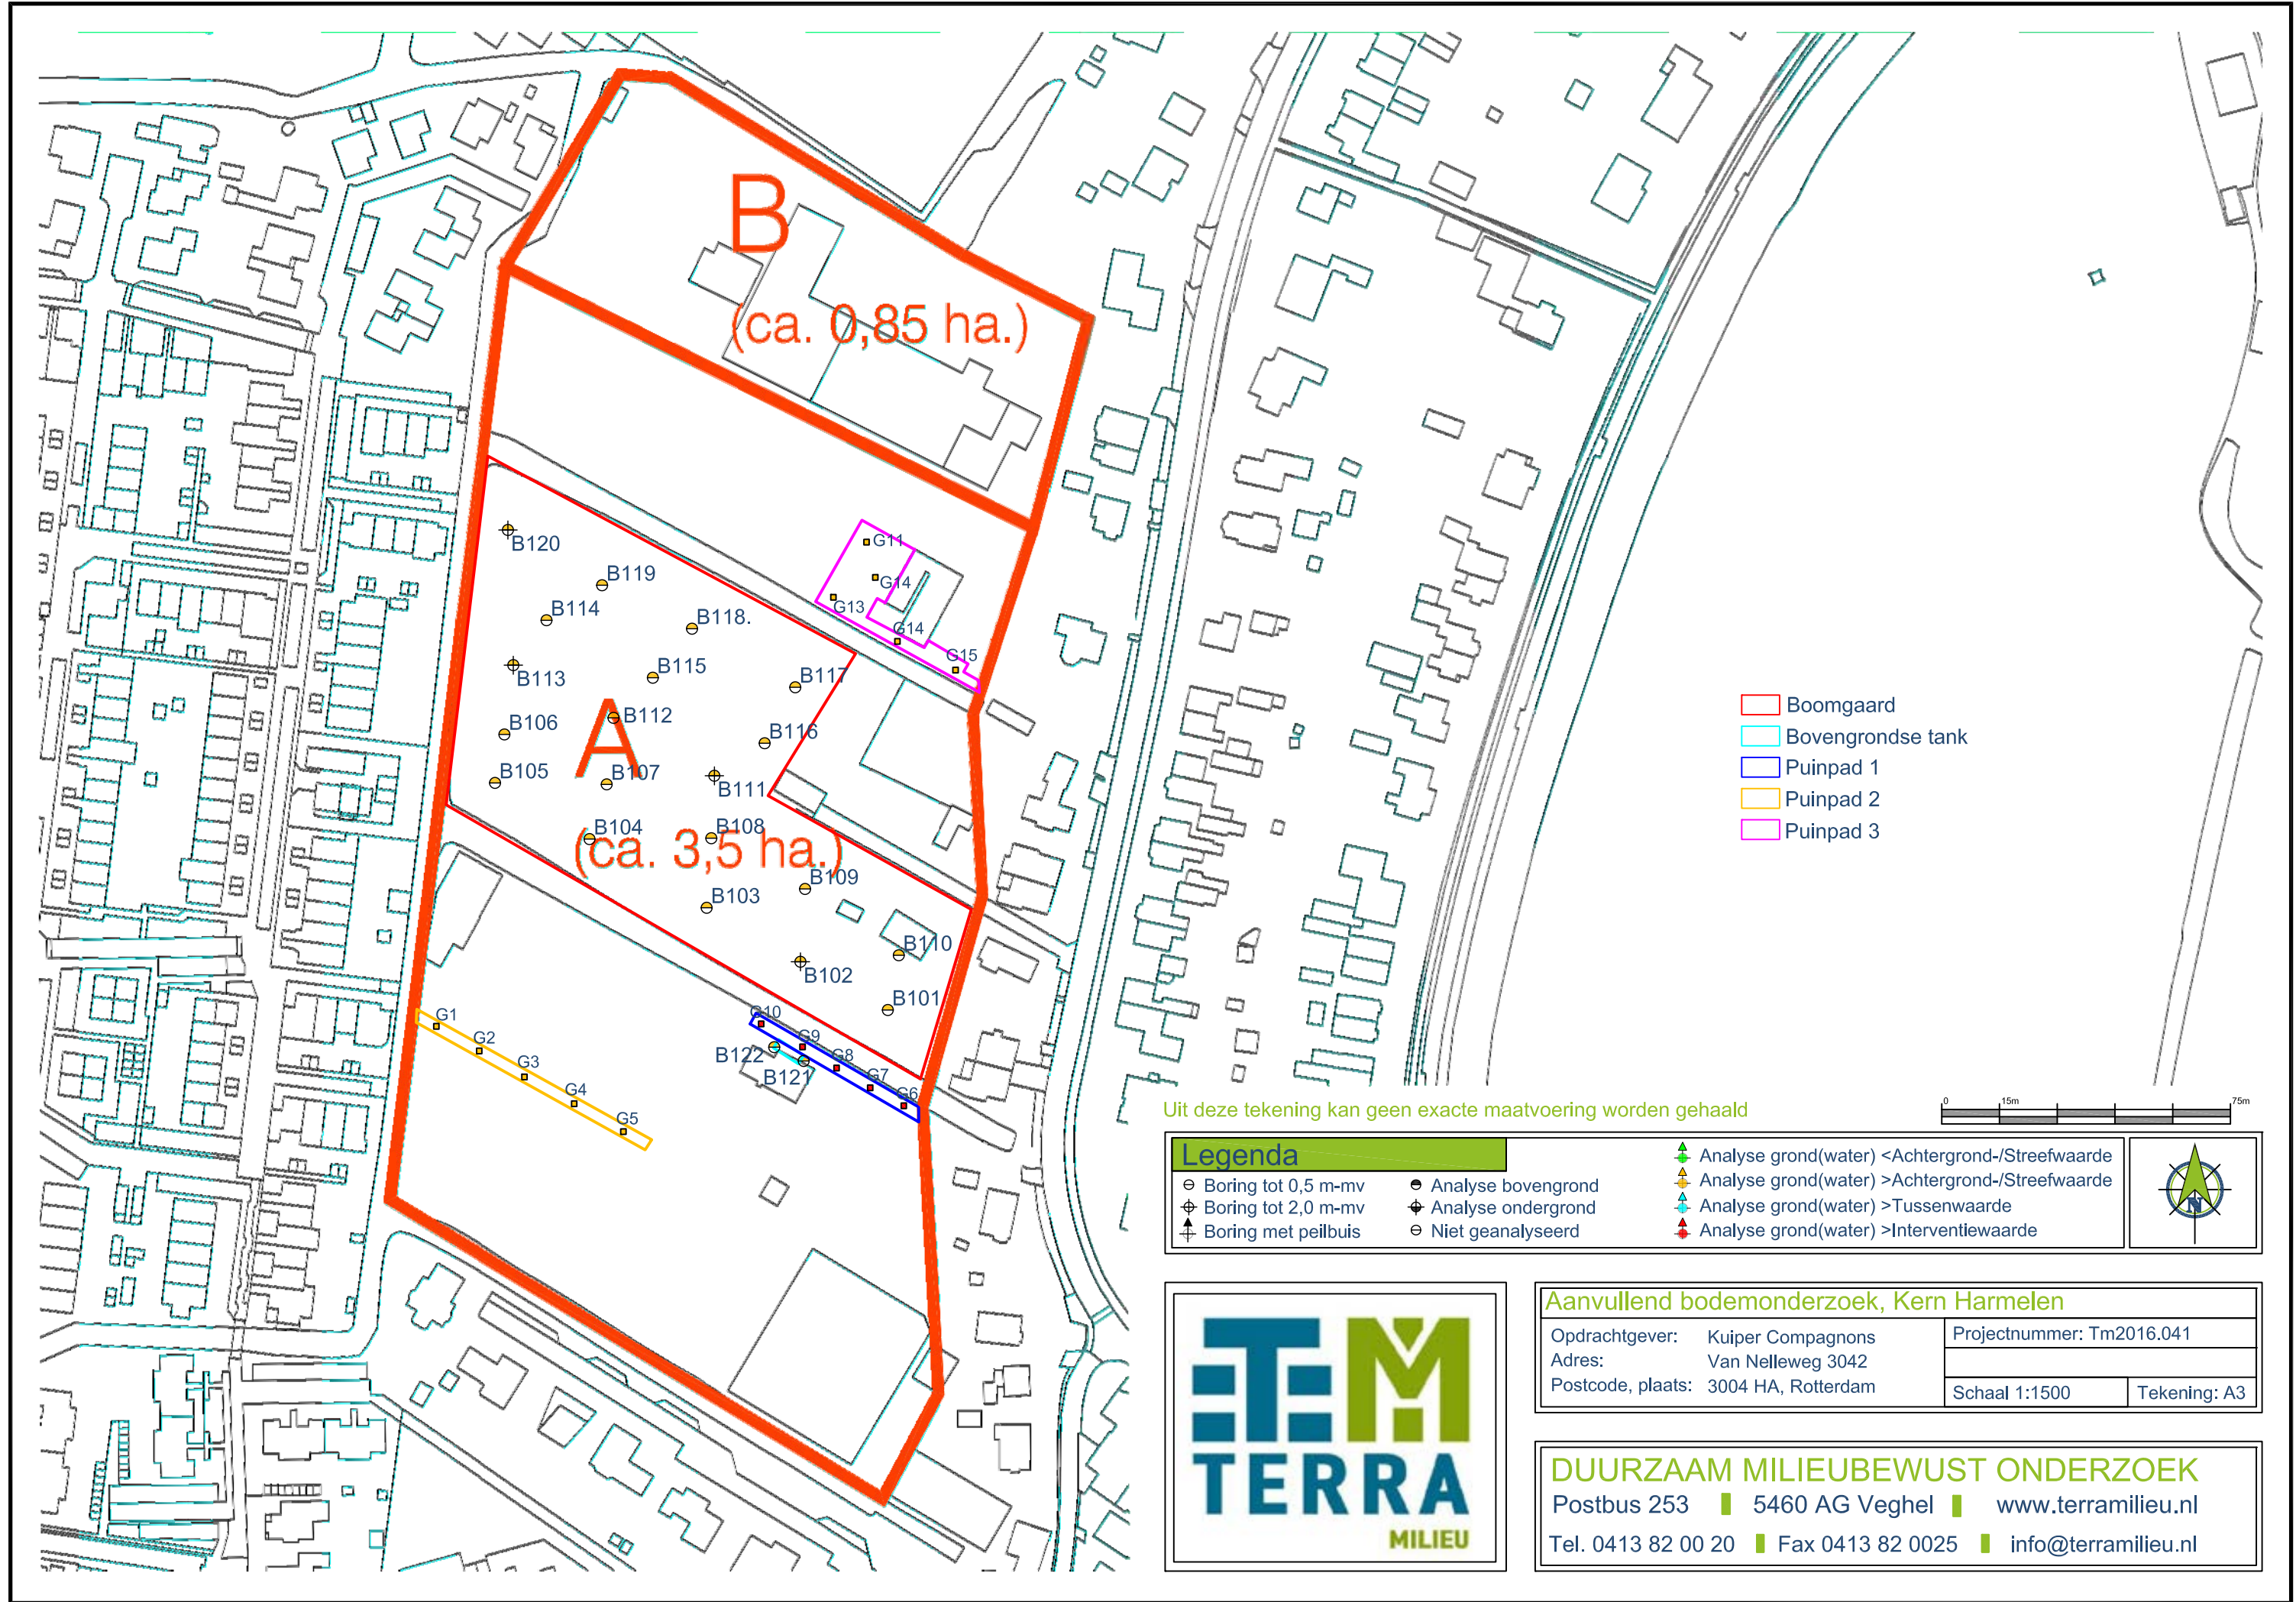 B
(ca. 0,85 ha.)
B120
G11
B119
G14
G13
B114
B118.
G14
G15
B113
B115
B117
B106
B112
B116
A
B105
B107
B111
B104
B108
(ca. 3,5 ha.)
B103
B109
B110
B102
B101
G1
G10
G2
G9
B122
G3
G8
B121
G7
G4
G6
G5
Boomgaard
Bovengrondse tank
Puinpad 1
Puinpad 2
Puinpad 3
Uit deze tekening kan geen exacte maatvoering worden gehaald
0 15m 75m
Legenda
Boring tot 0,5 m-mv
Boring tot 2,0 m-mv
Boring met peilbuis
Analyse bovengrond
Analyse ondergrond
Niet geanalyseerd
Analyse grond(water) <Achtergrond-/Streefwaarde
Analyse grond(water) >Achtergrond-/Streefwaarde
Analyse grond(water) >Tussenwaarde
Analyse grond(water) >Interventiewaarde
N
TM
TERRA
MILIEU
Aanvullend bodemonderzoek, Kern Harmelen
Opdrachtgever: Kuiper Compagnons
Adres: Van Nelleweg 3042
Postcode, plaats: 3004 HA, Rotterdam
Projectnummer: Tm2016.041
Schaal 1:1500 Tekening: A3
DUURZAAM MILIEUBEWUST ONDERZOEK
Postbus 253 5460 AG Veghel www.terramilieu.nl
Tel. 0413 82 00 20 Fax 0413 82 0025 info@terramilieu.nl